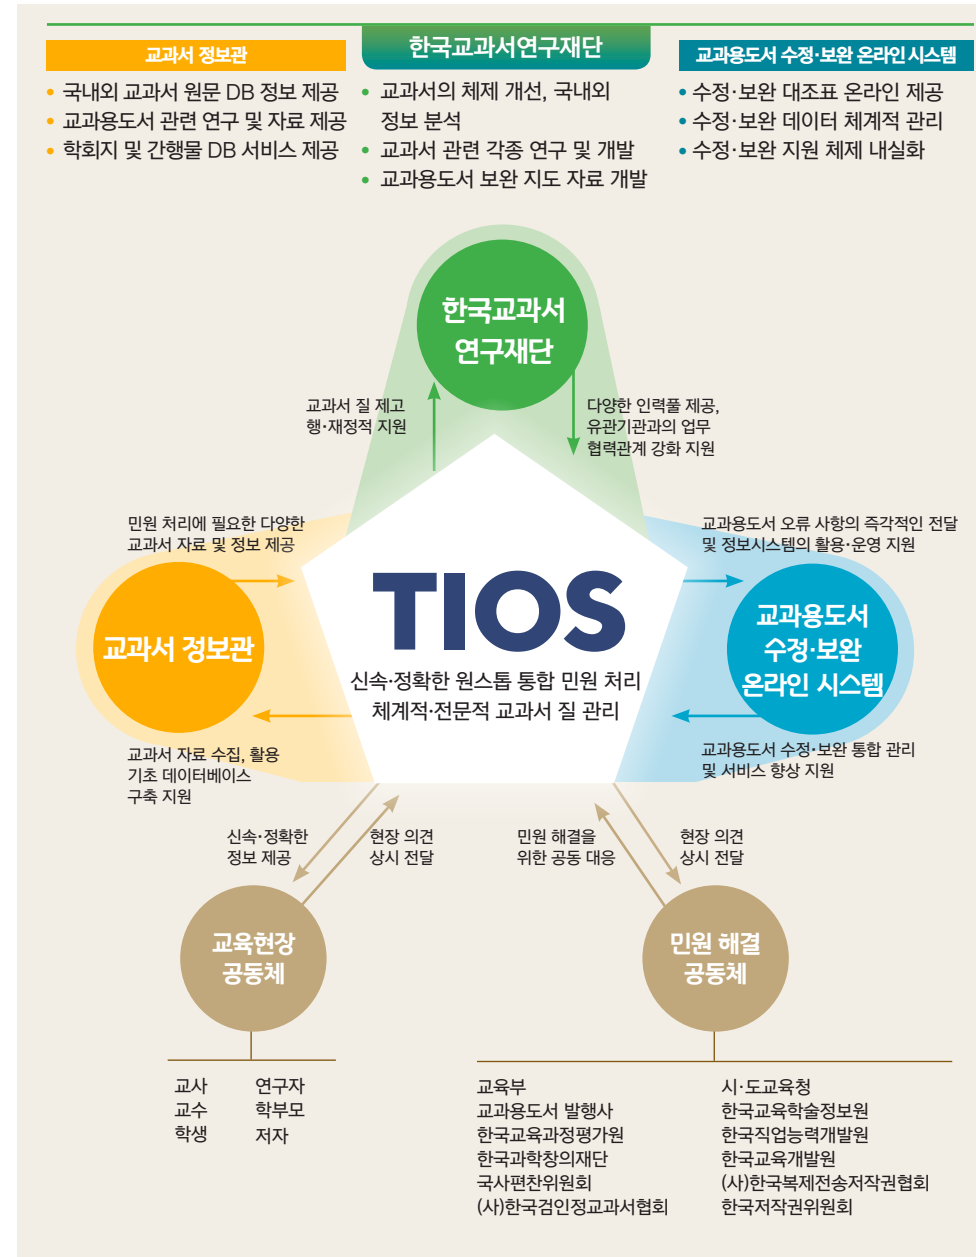 교과서 정보관
• 국내외 교과서 원문 DB 정보 제공
• 교과용도서 관련 연구 및 자료 제공
• 학회지 및 간행물 DB 서비스 제공
한국교과서연구재단
• 교과서의 체제 개선, 국내외
정보 분석
• 교과서 관련 각종 연구 및 개발
• 교과용도서 보완 지도 자료 개발
교과용도서 수정·보완 온라인 시스템
• 수정·보완 대조표 온라인 제공
• 수정·보완 데이터 체계적 관리
• 수정·보완 지원 체제 내실화
한국교과서
연구재단
교과서 질 제고
행·재정적 지원
다양한 인력풀 제공,
유관기관과의 업무
협력관계 강화 지원
민원 처리에 필요한 다양한
교과서 자료 및 정보 제공
교과용도서 오류 사항의 즉각적인 전달
및 정보시스템의 활용·운영 지원
교과서 정보관
TIOS
신속·정확한 원스톱 통합 민원 처리
체계적·전문적 교과서 질 관리
교과용도서
수정·보완
온라인 시스템
교과서 자료 수집, 활용
기초 데이터베이스
구축 지원
교과용도서 수정·보완 통합 관리
및 서비스 향상 지원
신속·정확한
정보 제공
현장 의견
상시 전달
민원 해결을
위한 공동 대응
현장 의견
상시 전달
교육현장
공동체
민원 해결
공동체
교사
교수
학생
연구자
학부모
저자
교육부
교과용도서 발행사
한국교육과정평가원
한국과학창의재단
국사편찬위원회
(사)한국검인정교과서협회
시·도교육청
한국교육학술정보원
한국직업능력개발원
한국교육개발원
(사)한국복제전송저작권협회
한국저작권위원회